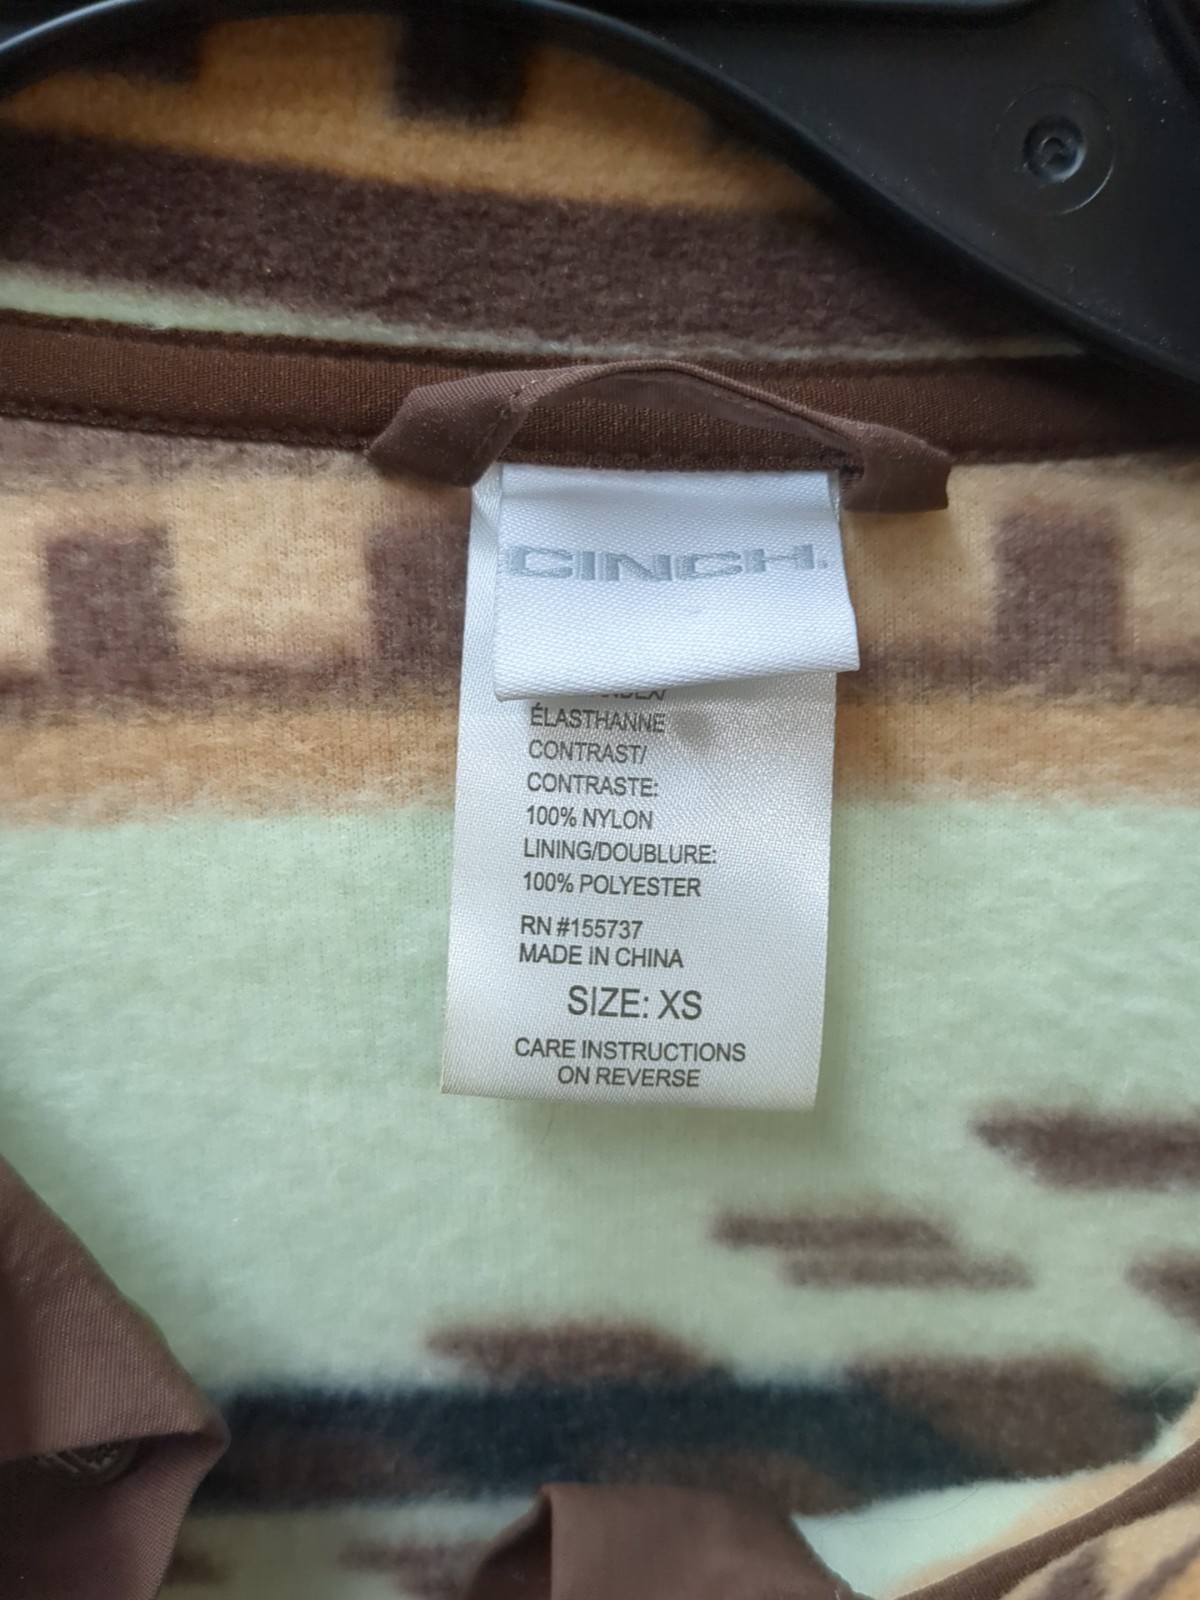 CINCH.
ÉLASTHANNE
CONTRAST/
CONTRASTE:
100% NYLON
LINING/DOUBLURE:
100% POLYESTER
RN #155737
MADE IN CHINA
SIZE: XS
CARE INSTRUCTIONS
ON REVERSE